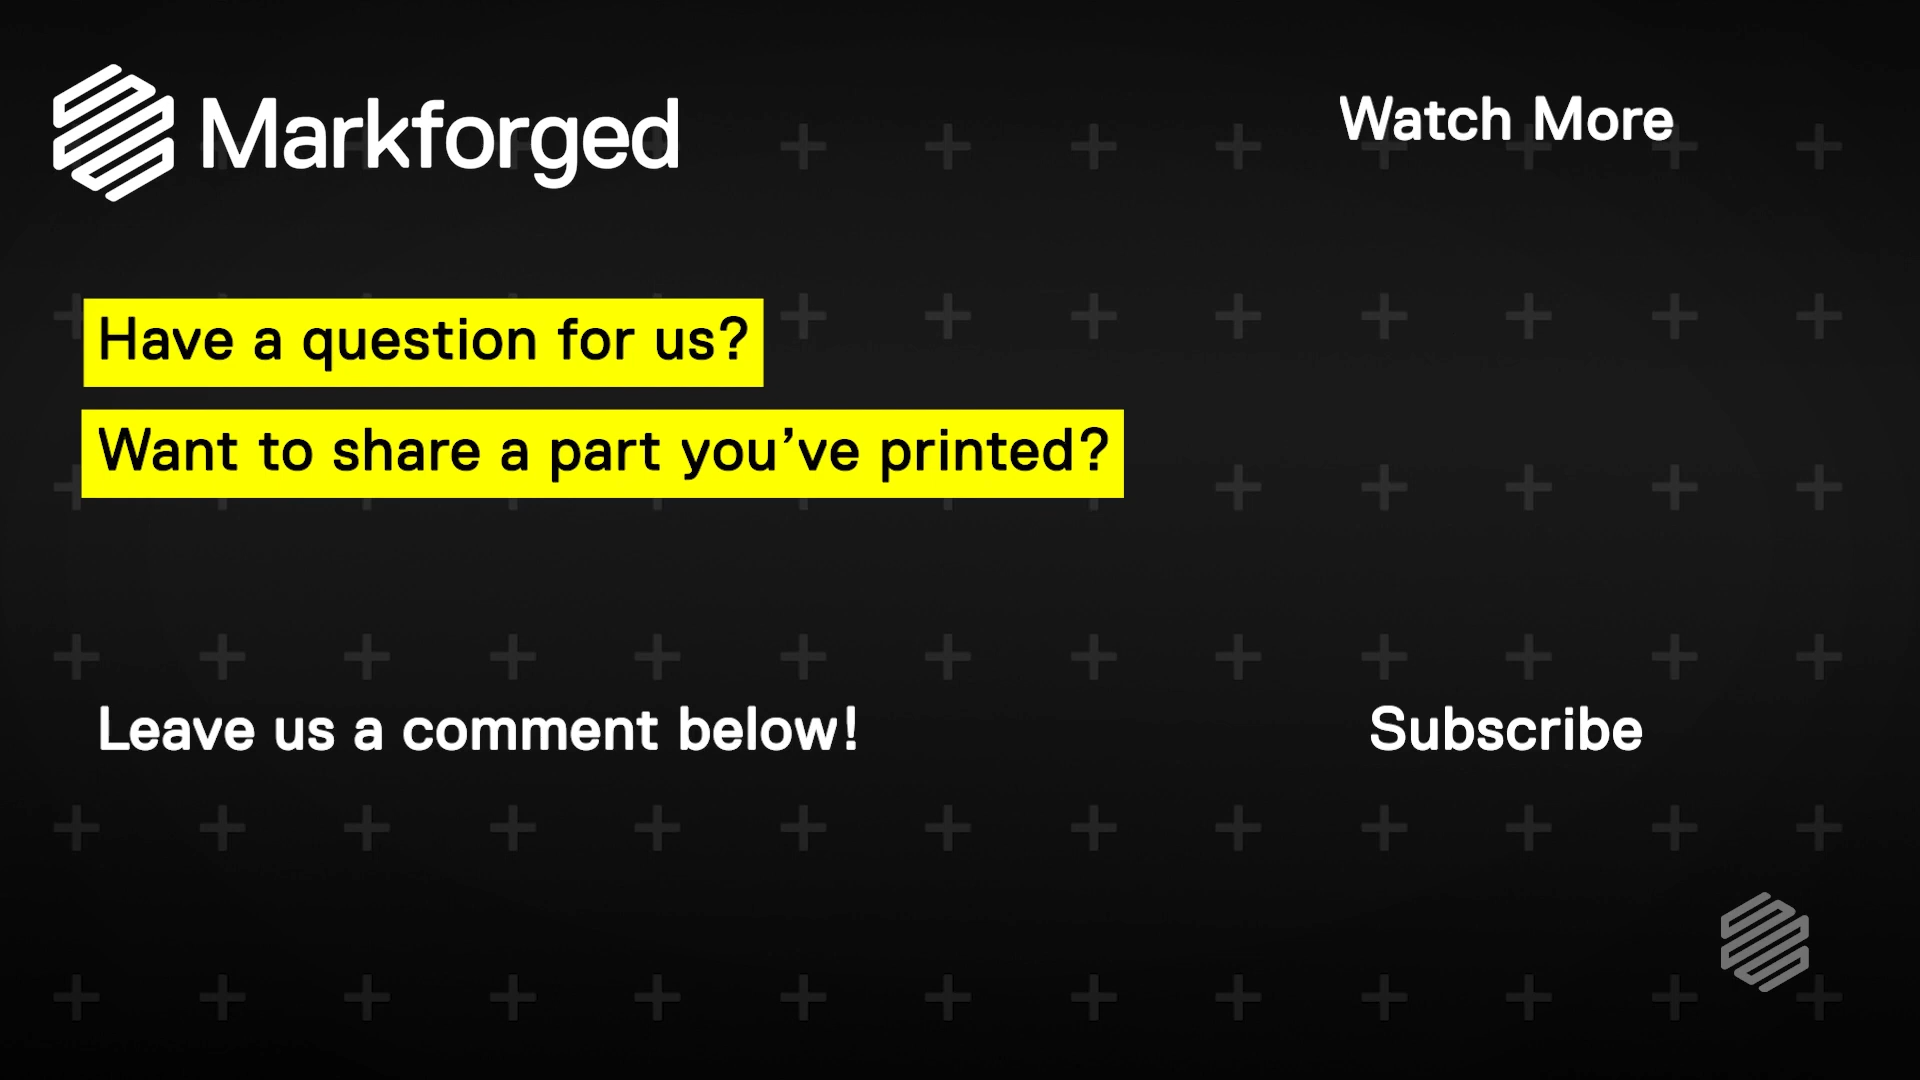 Markforged
Watch More
Have a question for us?
Want to share a part you’ve printed?
Leave us a comment below!
Subscribe